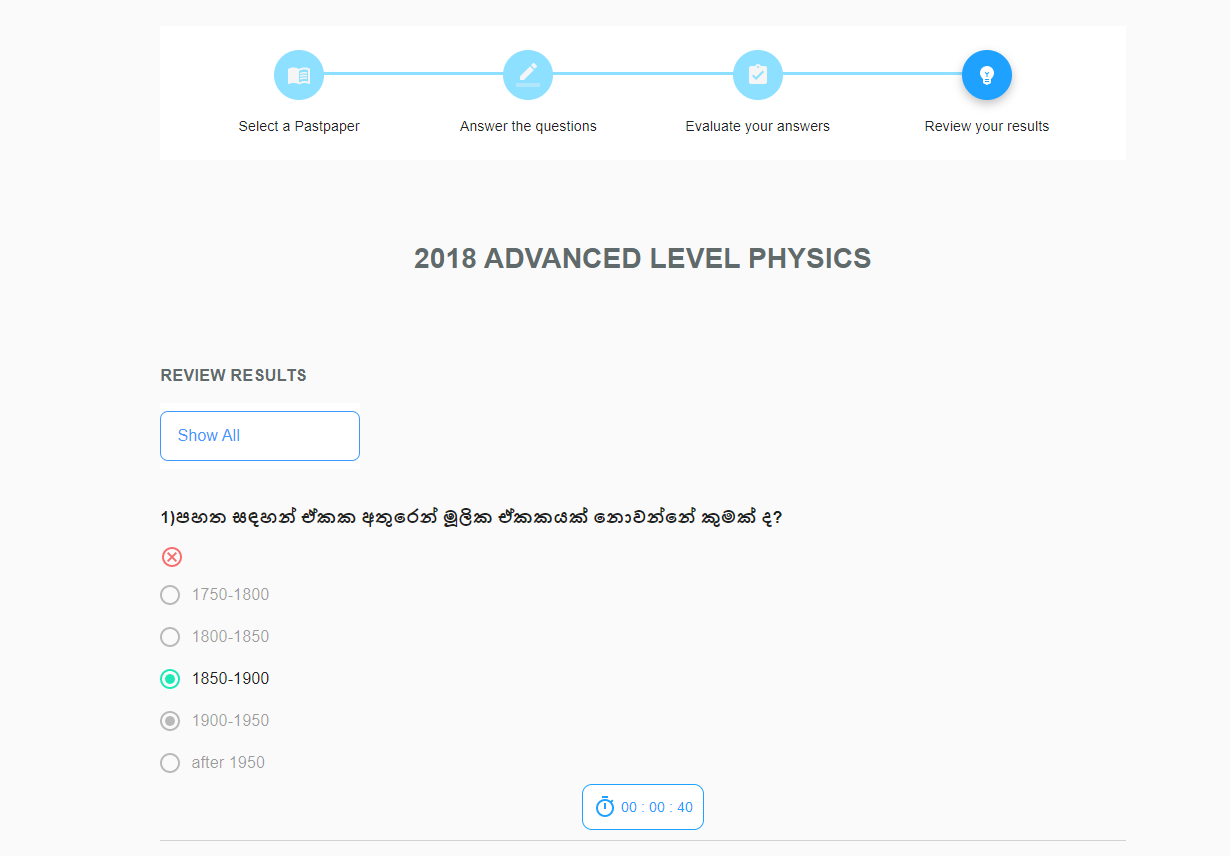 Select a Pastpaper
Answer the questions
Evaluate your answers
Review your results
2018 ADVANCED LEVEL PHYSICS
REVIEW RESULTS
Show All
1)පහත සඳහන් ඒකක අතුරෙන් මූලික ඒකකයක් නොවන්නේ කුමක් ද?
1750-1800
1800-1850
1850-1900
1900-1950
after 1950
00 : 00 : 40